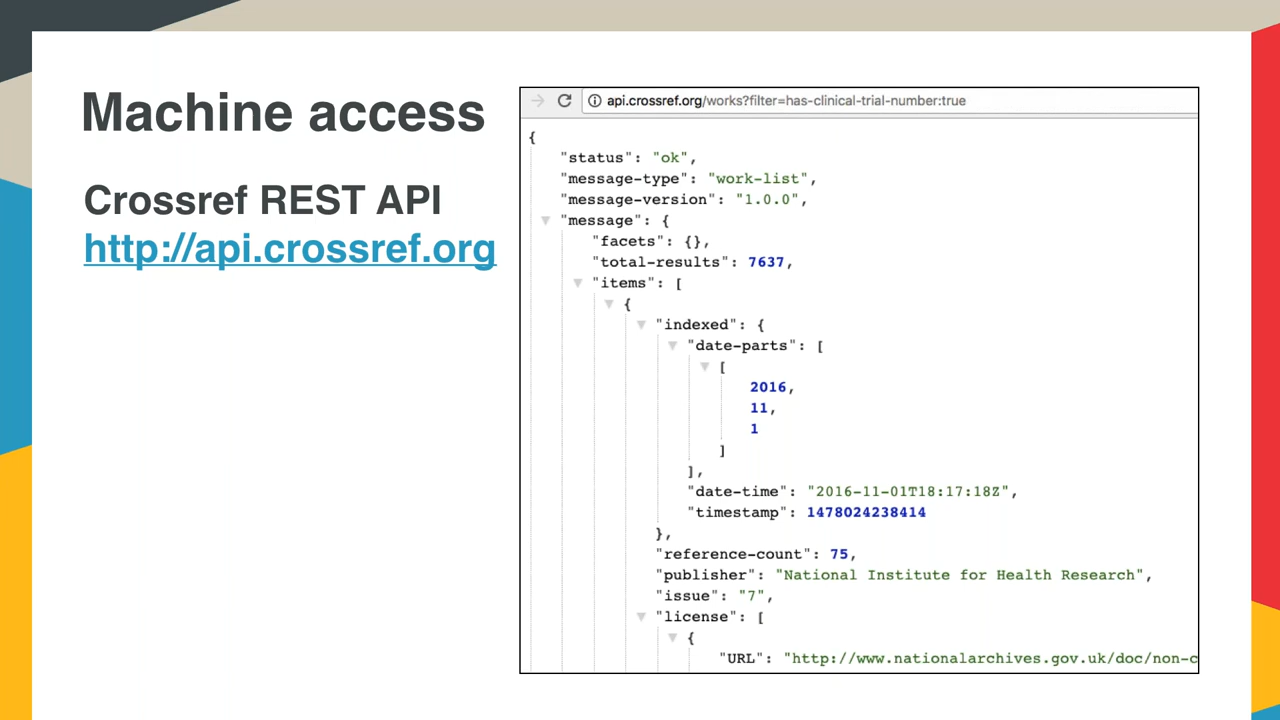 Machine access
Crossref REST API
http://api.crossref.org
api.crossref.org/works?filter=has-clinical-trial-number:true
{
"status": "ok",
"message-type": "work-list",
"message-version": "1.0.0",
"message": {
"facets": {},
"total-results": 7637,
"items": [
{
"indexed": {
"date-parts": [
[
2016,
11,
1
]
],
"date-time": "2016-11-01T18:17:18Z",
"timestamp": 1478024238414
},
"reference-count": 75,
"publisher": "National Institute for Health Research",
"issue": "7",
"license": [
{
"URL": "http://www.nationalarchives.gov.uk/doc/non-c